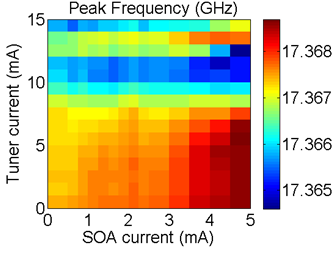 Peak Frequency (GHz)
Tuner current (mA)
15
10
5
0
0 1 2 3 4 5
SOA current (mA)
17.368
17.367
17.366
17.365